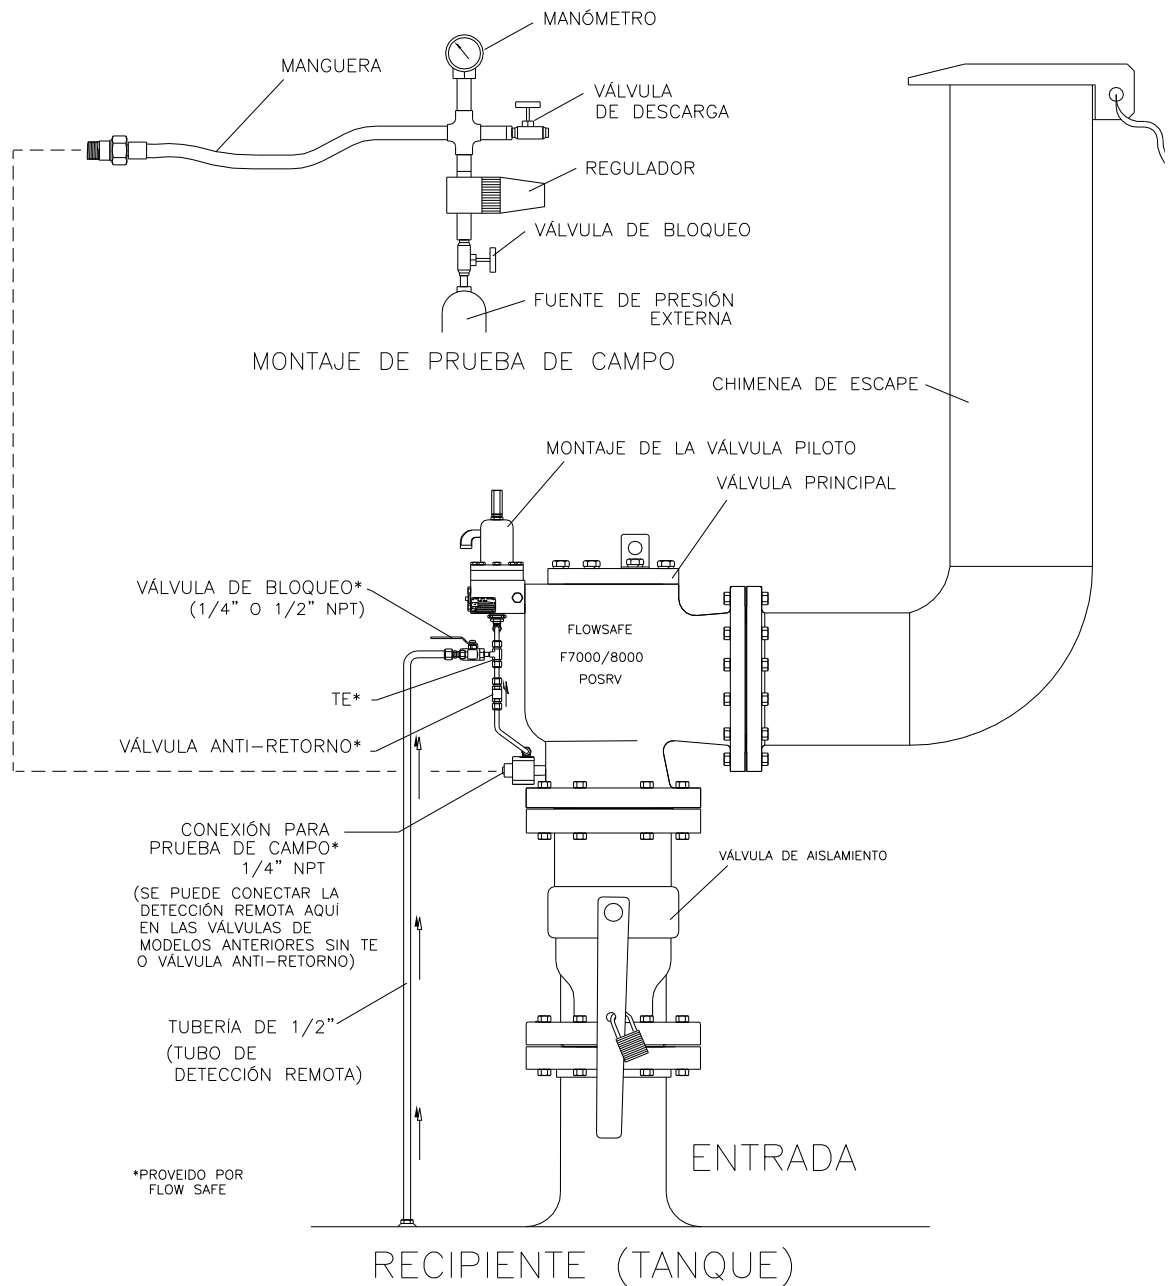 MANÓMETRO
MANGUERA
VÁLVULA
DE DESCARGA
REGULADOR
VÁLVULA DE BLOQUEO
FUENTE DE PRESIÓN
EXTERNA
MONTAJE DE PRUEBA DE CAMPO
CHIMENEA DE ESCAPE
MONTAJE DE LA VÁLVULA PILOTO
VÁLVULA PRINCIPAL
VÁLVULA DE BLOQUEO*
(1/4” O 1/2” NPT)
FLOWSAFE
F7000/8000
POSRV
TE*
VÁLVULA ANTI-RETORNO*
CONEXIÓN PARA
PRUEBA DE CAMPO*
1/4” NPT
(SE PUEDE CONECTAR LA
DETECCIÓN REMOTA AQUÍ
EN LAS VÁLVULAS DE
MODELOS ANTERIORES SIN TE
O VÁLVULA ANTI-RETORNO)
VÁLVULA DE AISLAMIENTO
TUBERÍA DE 1/2”
(TUBO DE
DETECCIÓN REMOTA)
ENTRADA
*PROVEIDO POR
FLOW SAFE
RECIPIENTE (TANQUE)